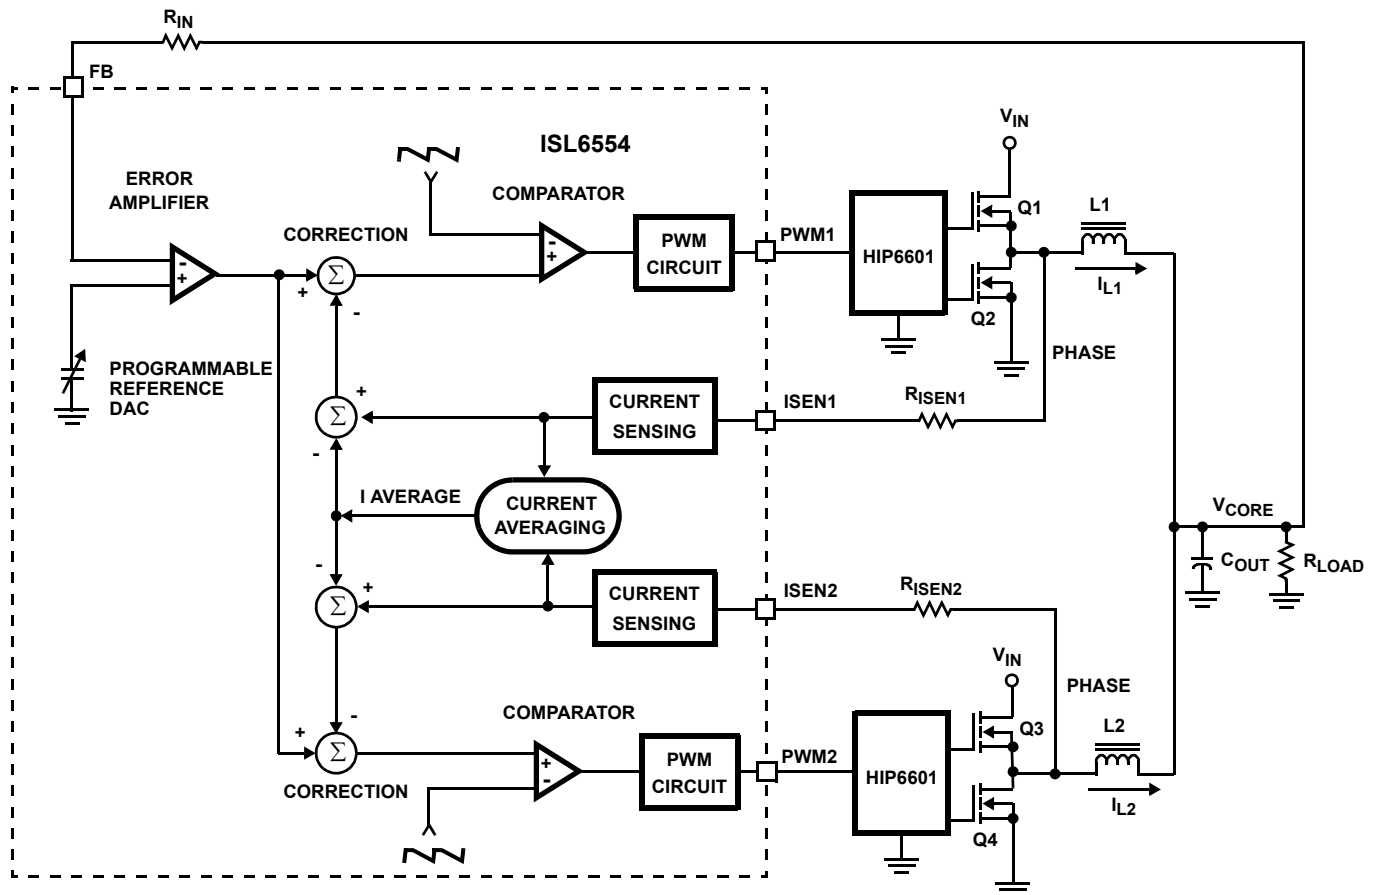 RIN
FB
ISL6554
VIN
ERROR
AMPLIFIER
COMPARATOR
Q1
L1
CORRECTION
PWM
CIRCUIT
PWM1
HIP6601
-
+
Σ
+
-
+
IL1
Q2
-
PHASE
PROGRAMMABLE
REFERENCE
DAC
+
CURRENT
SENSING
ISEN1
RISEN1
Σ
-
I AVERAGE
CURRENT
AVERAGING
VCORE
-
COUT
RLOAD
+
CURRENT
SENSING
ISEN2
RISEN2
Σ
VIN
PHASE
-
COMPARATOR
+
Q3
L2
Σ
PWM
CIRCUIT
PWM2
HIP6601
+
-
CORRECTION
IL2
Q4